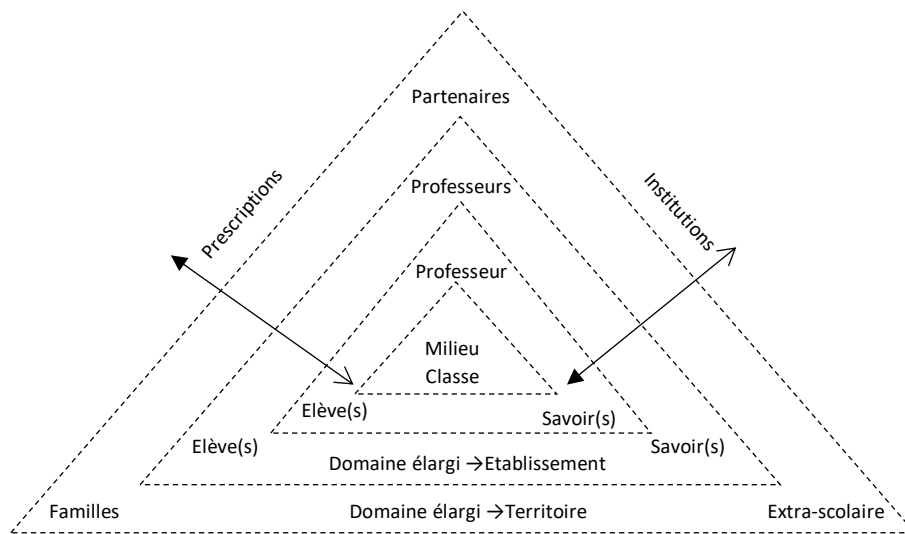 Partenaires
Prescriptions
Institutions
Professeurs
Professeur
Milieu
Classe
Elève(s)
Savoir(s)
Elève(s)
Savoir(s)
Domaine élargi →Etablissement
Familles
Domaine élargi →Territoire
Extra-scolaire